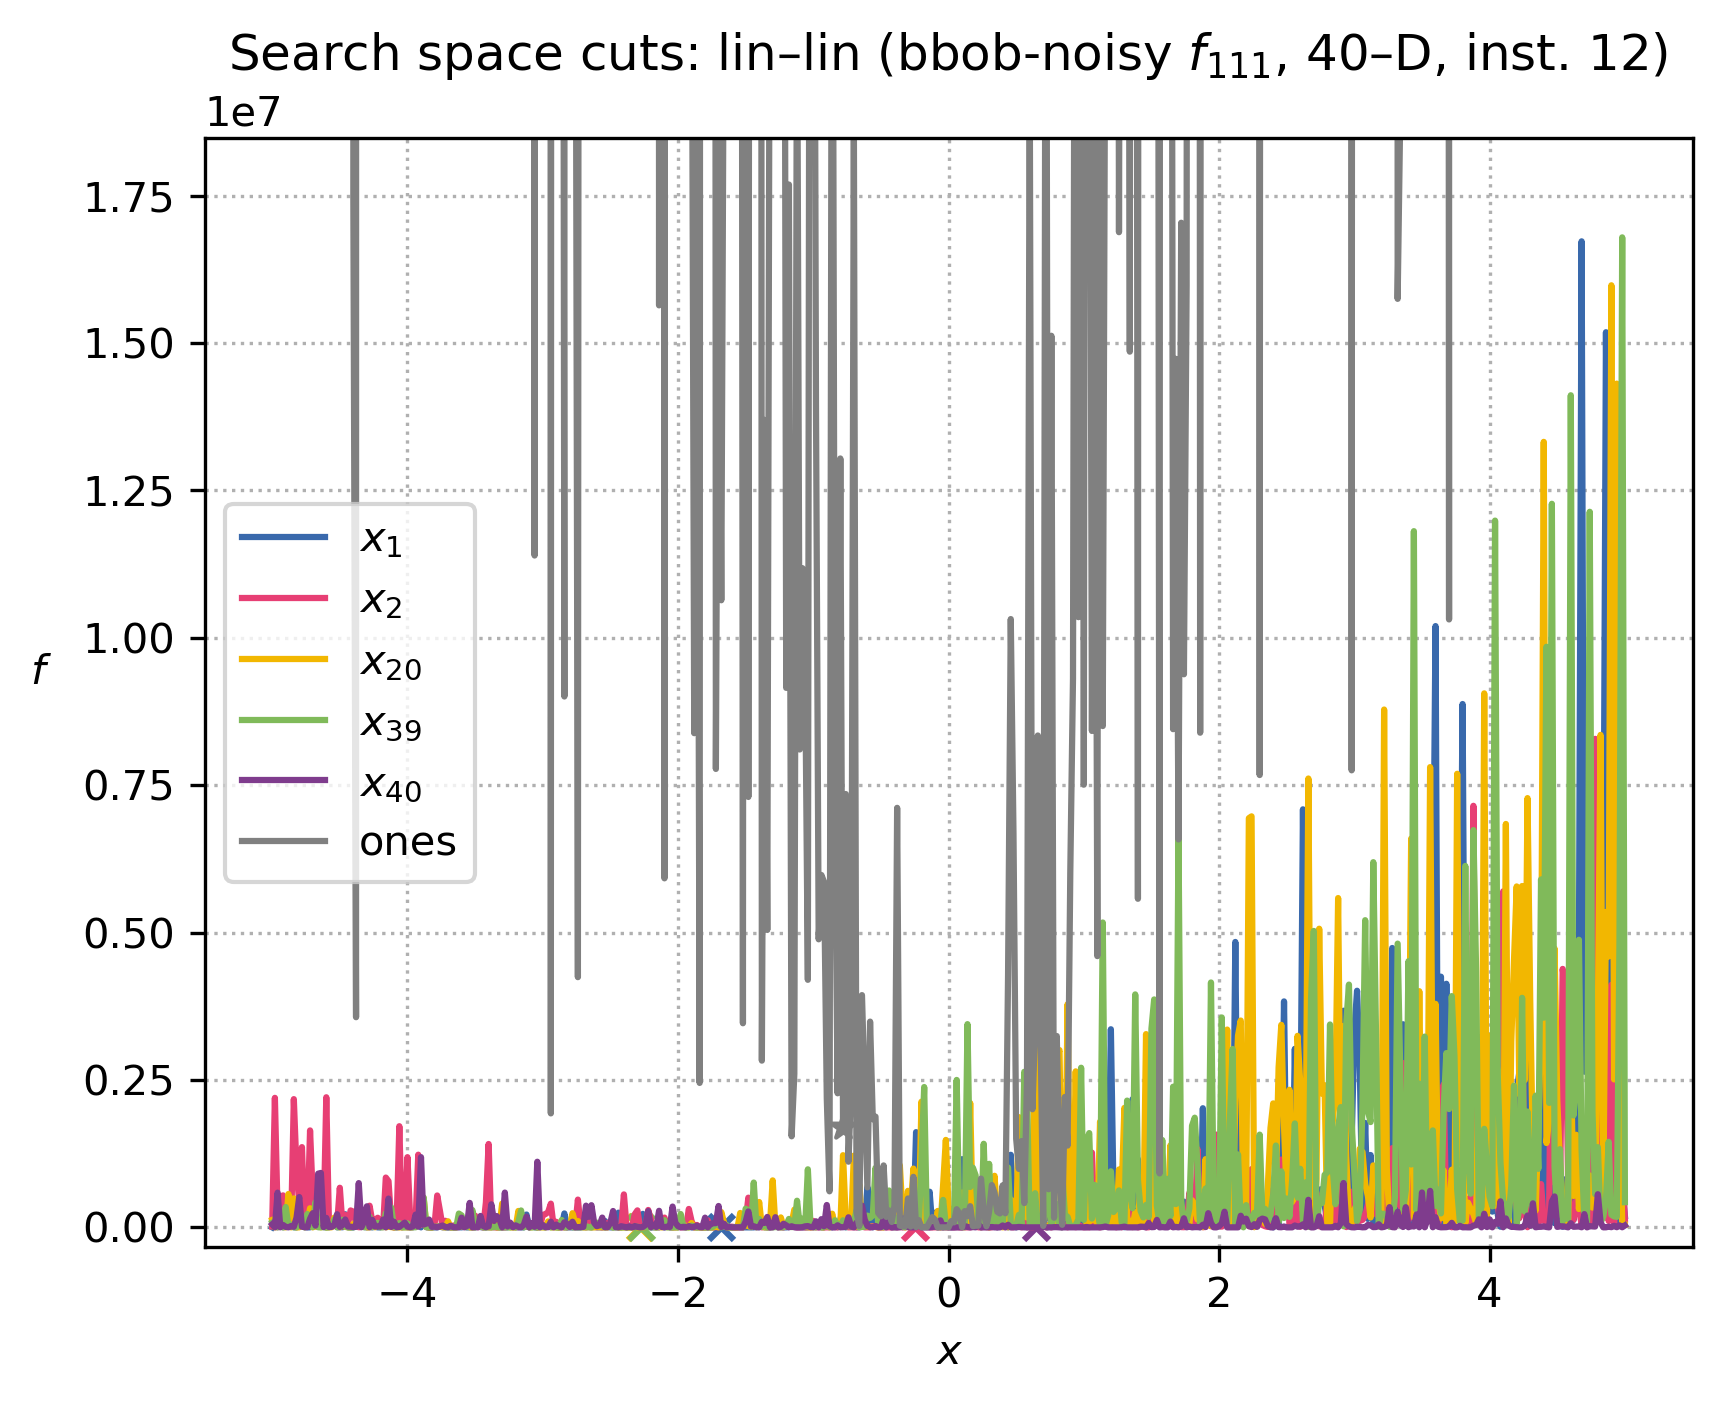 Search space cuts: lin–lin (bbob-noisy f111, 40–D, inst. 12)
1e7
1.75
1.50
1.25
1.00
0.75
0.50
0.25
0.00
f
x1
x2
x20
x39
x40
ones
−4
−2
0
2
4
x